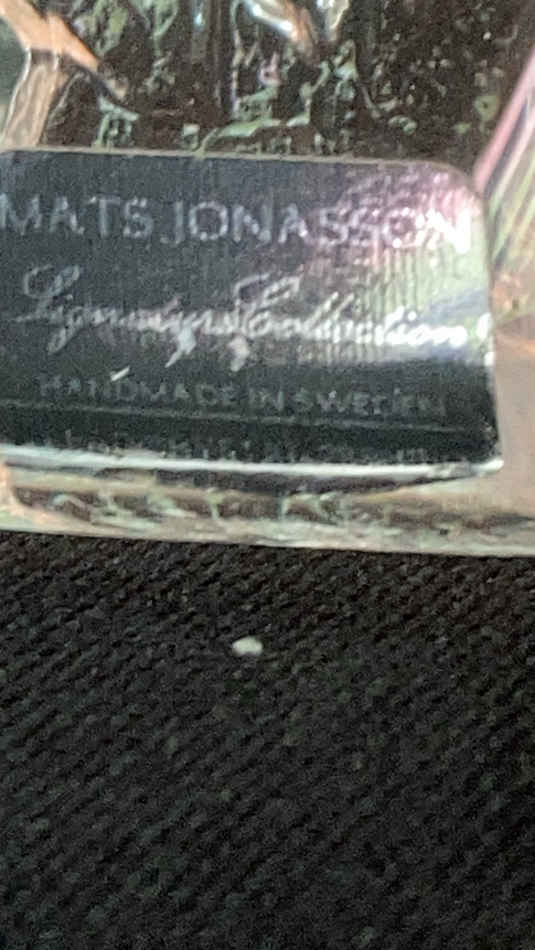 MATS JONASSON
Signature Collection
HANDMADE IN SWEDEN